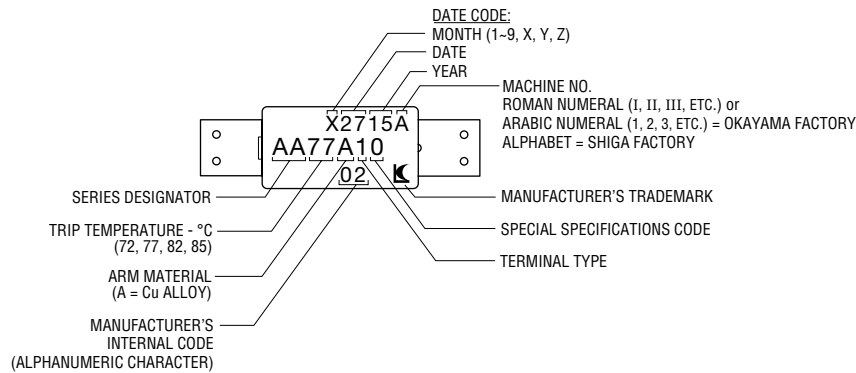 DATE CODE:
MONTH (1~9, X, Y, Z)
DATE
YEAR
MACHINE NO.
ROMAN NUMERAL (I, II, III, ETC.) or
ARABIC NUMERAL (1, 2, 3, ETC.) = OKAYAMA FACTORY
ALPHABET = SHIGA FACTORY
X2715A
AA77A10
02
SERIES DESIGNATOR
MANUFACTURER'S TRADEMARK
TRIP TEMPERATURE - °C
(72, 77, 82, 85)
SPECIAL SPECIFICATIONS CODE
TERMINAL TYPE
ARM MATERIAL
(A = Cu ALLOY)
MANUFACTURER'S
INTERNAL CODE
(ALPHANUMERIC CHARACTER)